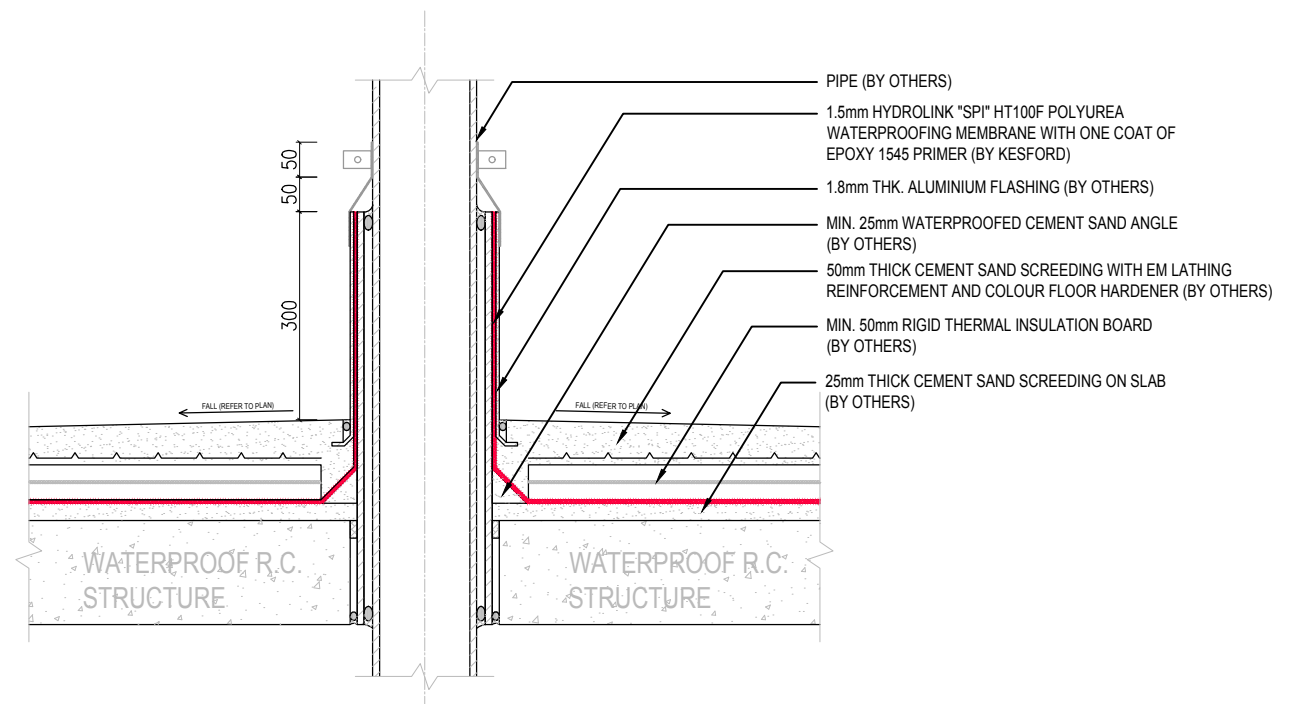 PIPE (BY OTHERS)
1.5mm HYDROLINK "SPI" HT100F POLYUREA
WATERPROOFING MEMBRANE WITH ONE COAT OF
EPOXY 1545 PRIMER (BY KESFORD)
1.8mm THK. ALUMINIUM FLASHING (BY OTHERS)
MIN. 25mm WATERPROOFED CEMENT SAND ANGLE
(BY OTHERS)
50mm THICK CEMENT SAND SCREEDING WITH EM LATHING
REINFORCEMENT AND COLOUR FLOOR HARDENER (BY OTHERS)
MIN. 50mm RIGID THERMAL INSULATION BOARD
(BY OTHERS)
25mm THICK CEMENT SAND SCREEDING ON SLAB
(BY OTHERS)
50
50
300
FALL (REFER TO PLAN)
FALL (REFER TO PLAN)
WATERPROOF R.C.
STRUCTURE
WATERPROOF R.C.
STRUCTURE